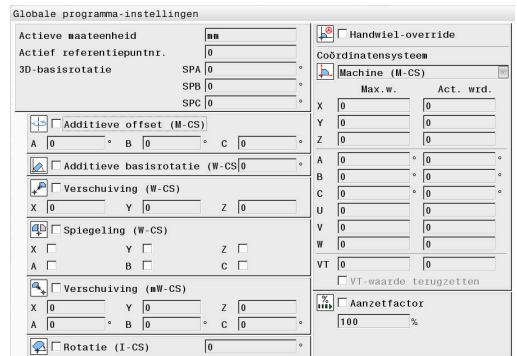 Globale programma-instellingen
Actieve maateenheid mm
Actief referentiepuntnr. 0
3D-basisrotatie SPA 0 °
SPB 0 °
SPC 0 °
Additieve offset (M-CS)
A 0 ° B 0 ° C 0 °
Additieve basisrotatie (W-CS 0 °
Verschuiving (W-CS)
X 0 Y 0 Z 0
Spiegeling (W-CS)
X Y Z
A B C
Verschuiving (mW-CS)
X 0 Y 0 Z 0
A 0 ° B 0 ° C 0 °
Rotatie (I-CS) 0 °
Handwiel-override
Coördinatensysteem
Machine (M-CS)
Max.w. Act. wrd.
X 0 0
Y 0 0
Z 0 0
A 0 ° 0 °
B 0 ° 0 °
C 0 ° 0 °
U 0 0
V 0 0
W 0 0
VT 0 0
VT-waarde terugzetten
% Aanzetfactor
100 %